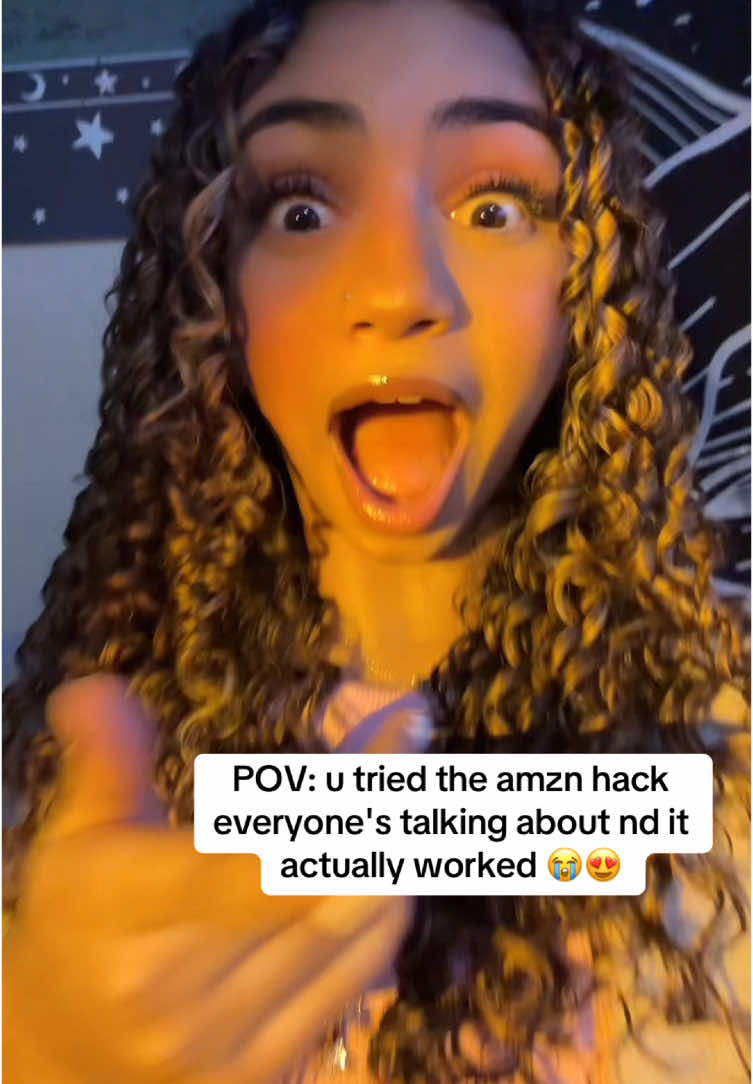 POV: u tried the amzn hack
everyone's talking about nd it
actually worked 😭😍